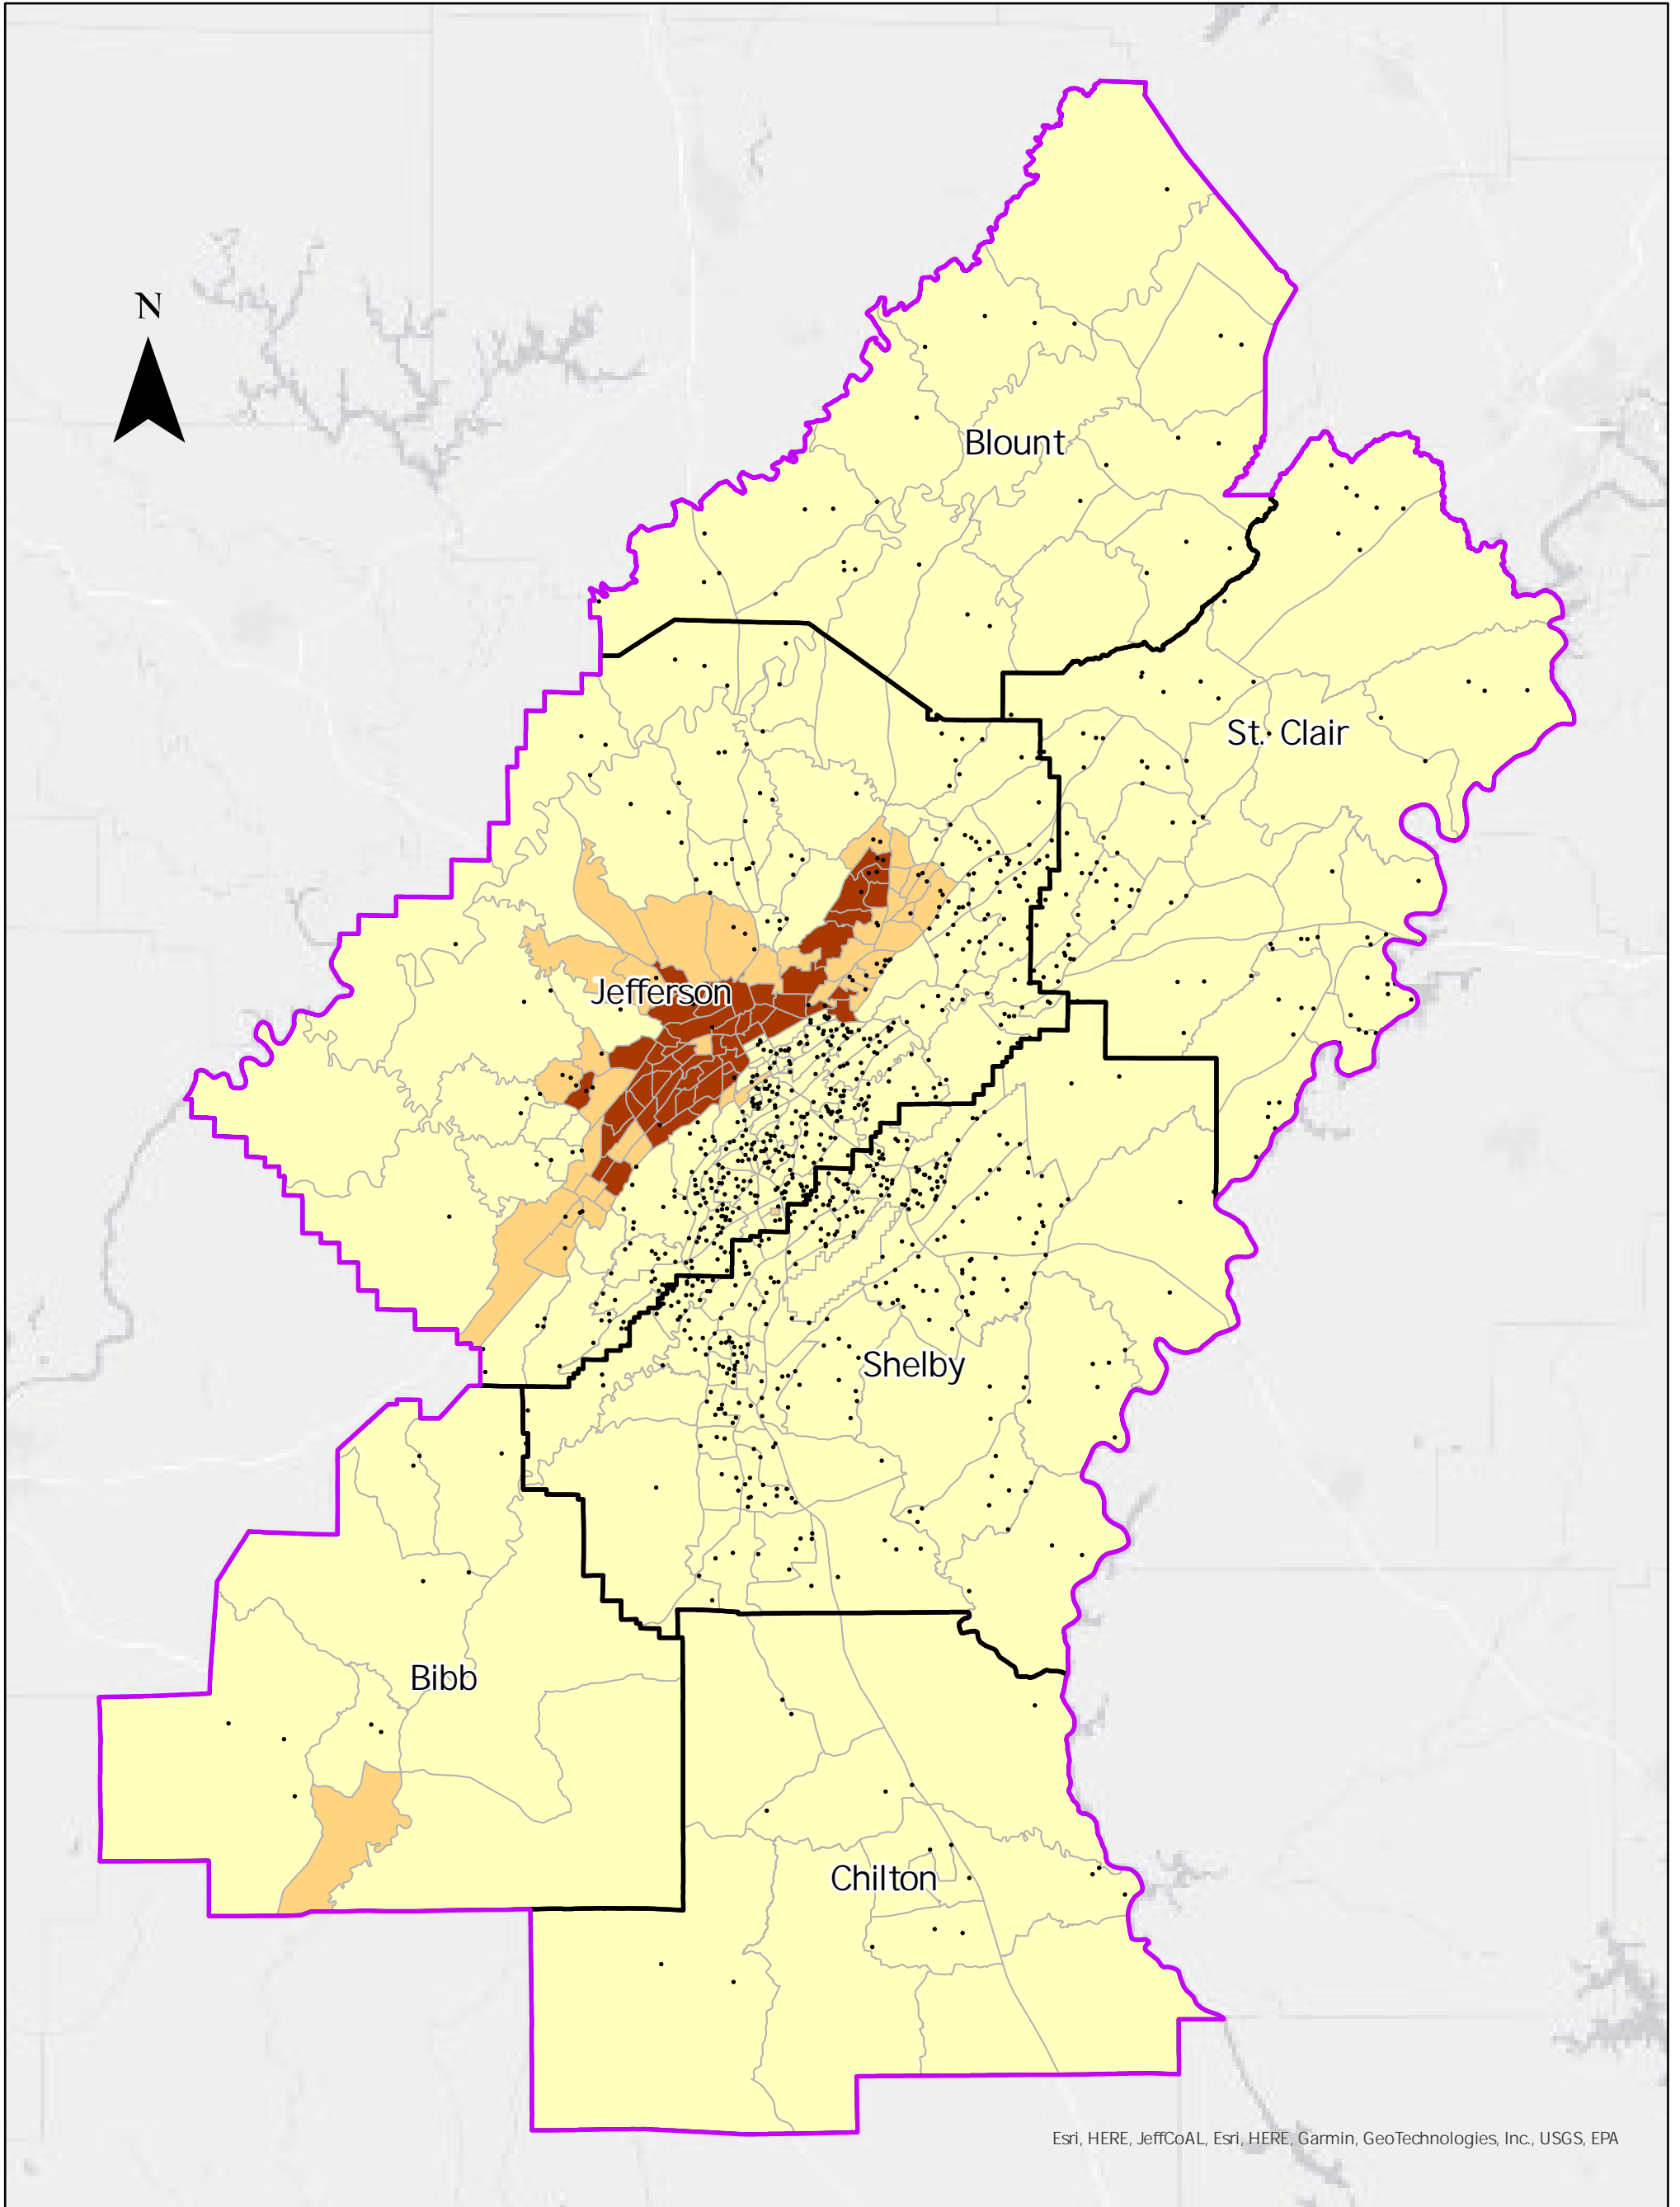 N
Blount
St. Clair
Jefferson
Shelby
Bibb
Chilton
Esri, HERE, JeffCoAL, Esri, HERE, Garmin, GeoTechnologies, Inc., USGS, EPA